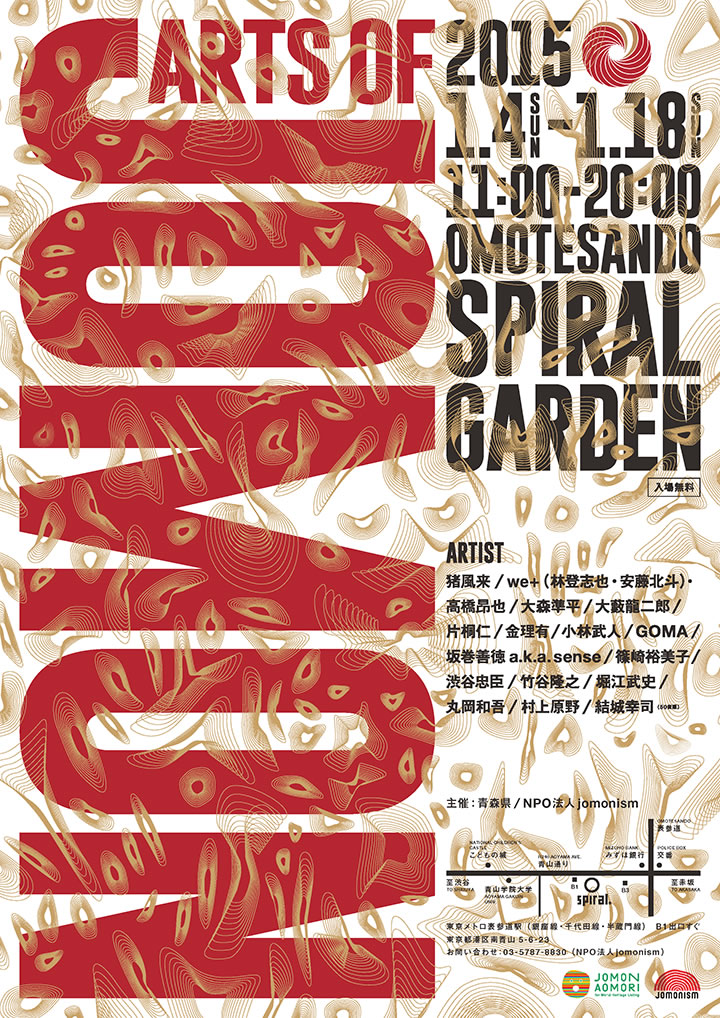 ARTS OF
JOMON
2015
1.4 SUN - 1.18 SUN
11:00-20:00
OMOTESANDO
SPIRAL
GARDEN
入場無料
ARTIST
猪風来 / we+（林登志也・安藤北斗）・
高橋昂也 / 大森準平 / 大藪龍二郎 /
片桐仁 / 金理有 / 小林武人 / GOMA /
坂巻善徳 a.k.a. sense / 篠崎裕美子 /
渋谷忠臣 / 竹谷隆之 / 堀江武史 /
丸岡和吾 / 村上原野 / 結城幸司（50音順）
主催：青森県 / NPO法人 jomonism
OMOTESANDO
表参道
NATIONAL CHILDREN'S
CASTLE
こどもの城
青山通り
MIZUHO BANK
みずほ銀行
POLICE BOX
交番
至渋谷
TO SHIBUYA
青山学院大学
AOYAMA GAKUIN
UNIV.
B1
spiral.
B3
至赤坂
TO AKASAKA
東京メトロ表参道駅（銀座線・千代田線・半蔵門線） B1出口すぐ
東京都港区南青山 5-6-23
お問い合わせ：03-5787-8830（NPO法人jomonism）
JOMON
AOMORI
for World Heritage Listing
JOMONISM